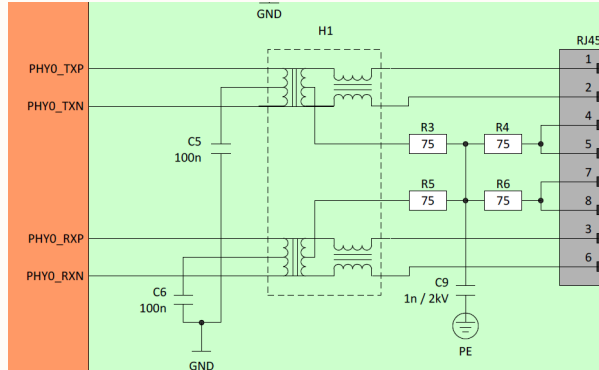 GND
H1
RJ45
PHY0_TXP
1
PHY0_TXN
2
R3
75
R4
75
4
C5
100n
5
R5
75
R6
75
7
8
PHY0_RXP
3
PHY0_RXN
6
C6
100n
C9
1n / 2kV
GND
PE